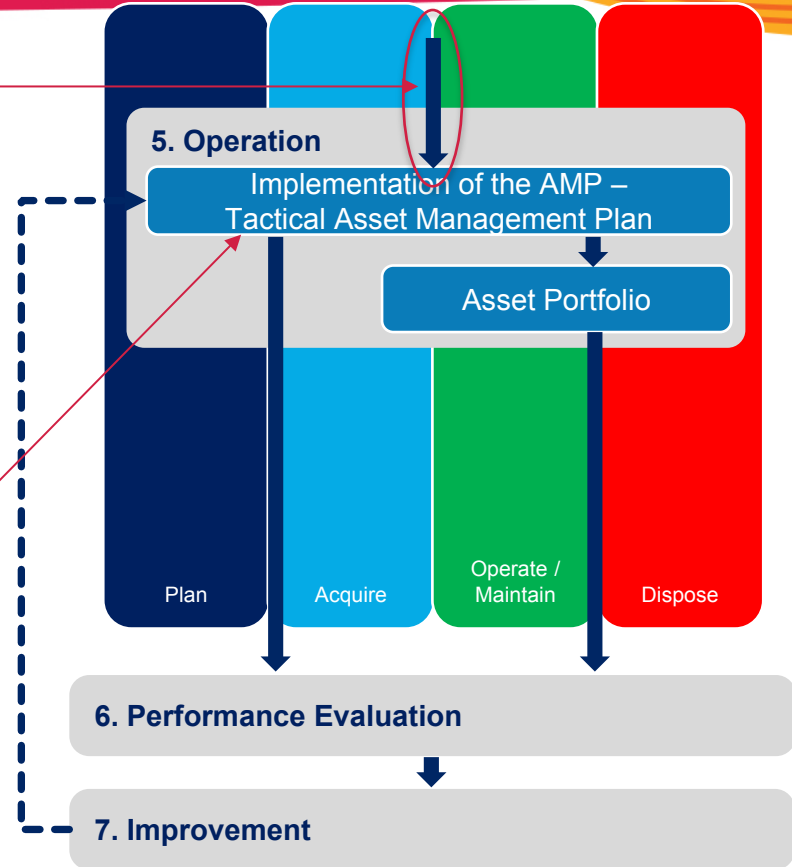 5. Operation
Implementation of the AMP –
Tactical Asset Management Plan
Asset Portfolio
Plan
Acquire
Operate /
Maintain
Dispose
6. Performance Evaluation
7. Improvement